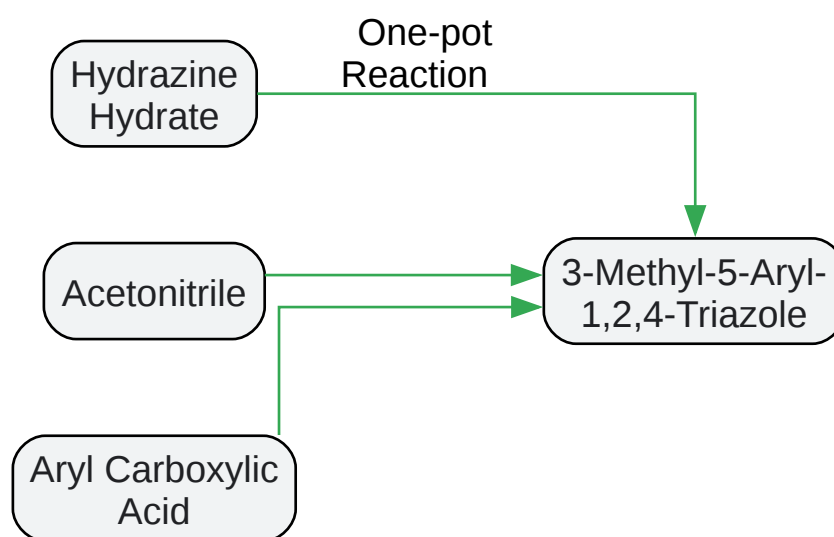 One-pot
Reaction
Hydrazine
Hydrate
Acetonitrile
3-Methyl-5-Aryl-
1,2,4-Triazole
Aryl Carboxylic
Acid